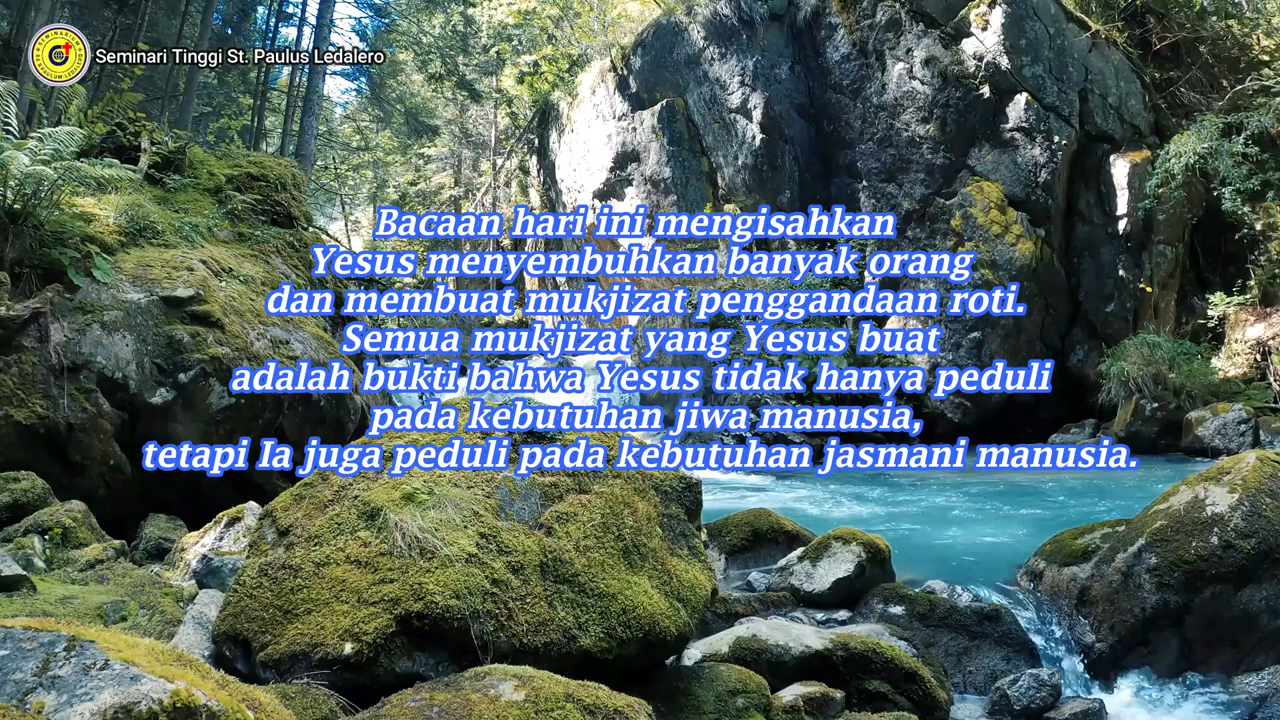 Seminari Tinggi St. Paulus Ledalero
Bacaan hari ini mengisahkan
Yesus menyembuhkan banyak orang
dan membuat mukjizat penggandaan roti.
Semua mukjizat yang Yesus buat
adalah bukti bahwa Yesus tidak hanya peduli
pada kebutuhan jiwa manusia,
tetapi Ia juga peduli pada kebutuhan jasmani manusia.